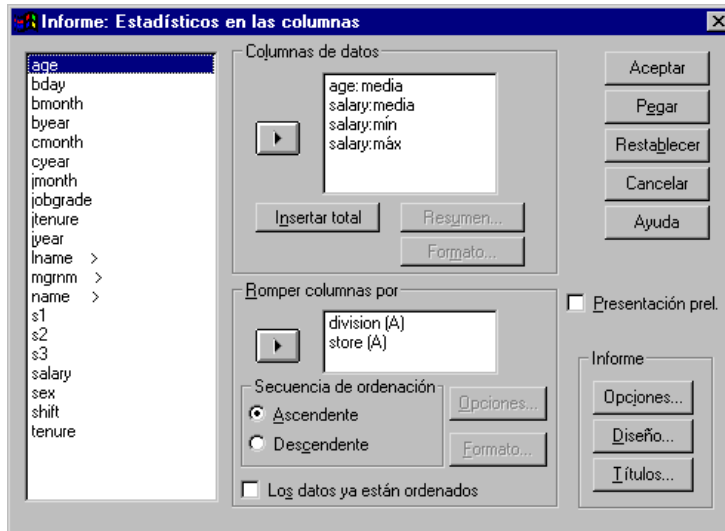 Informe: Estadísticos en las columnas
age
bday
bmonth
byear
cmonth
cyear
jmonth
jobgrade
jtenure
jyear
lname >
mgrnm >
name >
s1
s2
s3
salary
sex
shift
tenure
Columnas de datos
age: media
salary:media
salary:mín
salary:máx
Insertar total
Resumen...
Formato...
Romper columnas por
division (A)
store (A)
Secuencia de ordenación
Ascendente
Descendente
Opciones...
Formato...
Los datos ya están ordenados
Aceptar
Pegar
Restablecer
Cancelar
Ayuda
Presentación prel.
Informe
Opciones...
Diseño...
Títulos...